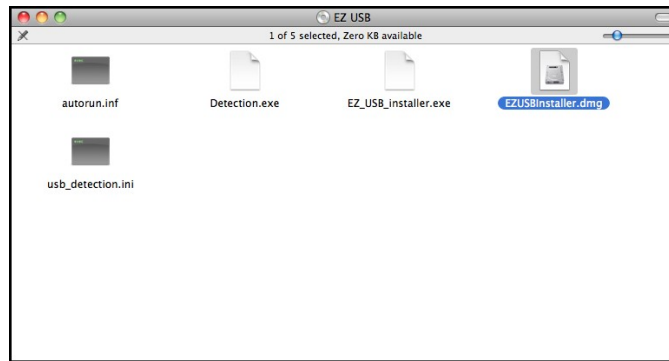 EZ USB
1 of 5 selected, Zero KB available
autorun.inf
Detection.exe
EZ_USB_installer.exe
EZUSBInstaller.dmg
usb_detection.ini